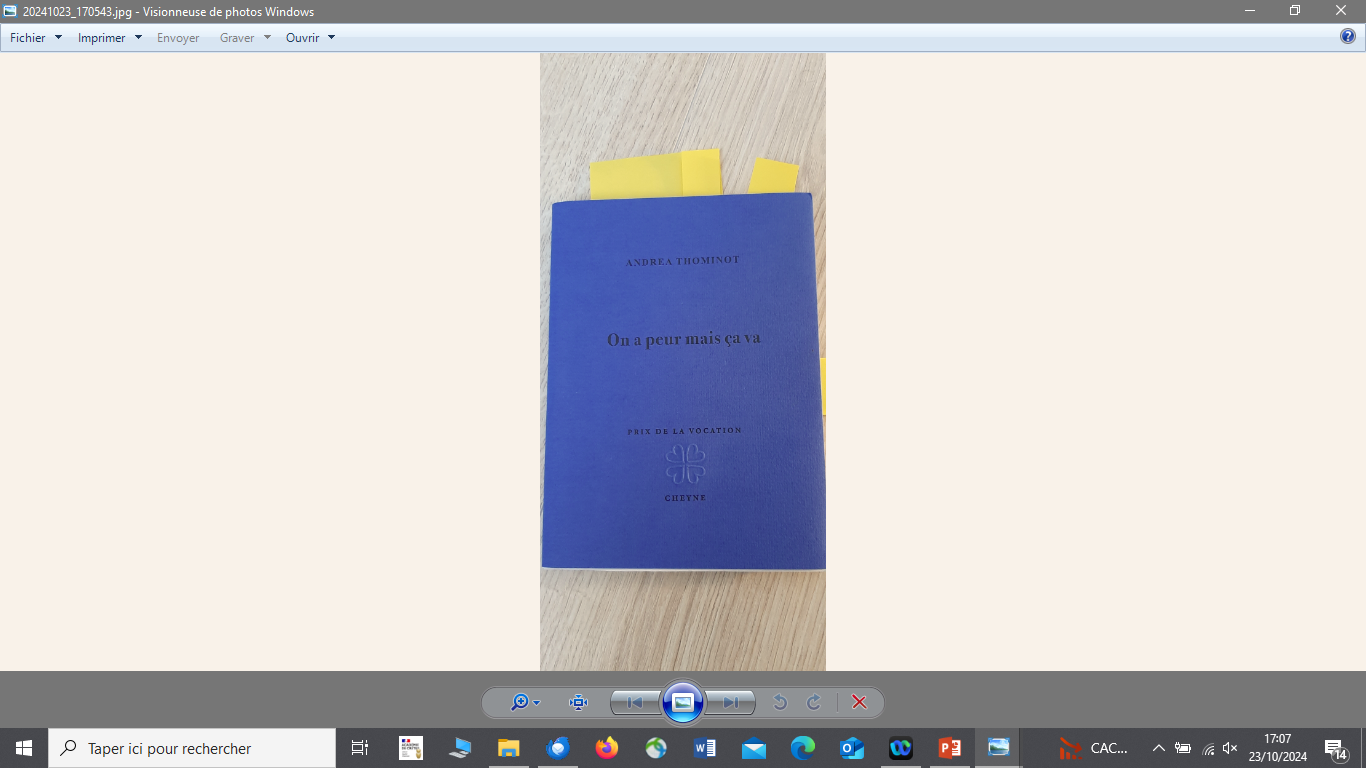 20241023_170543.jpg - Visionneuse de photos Windows
Fichier Imprimer Envoyer Graver Ouvrir
ANDREA THOMINOT
On a peur mais ça va
PRIX DE LA VOCATION
CHEYNE
Taper ici pour rechercher
CAC...
17:07
23/10/2024
14